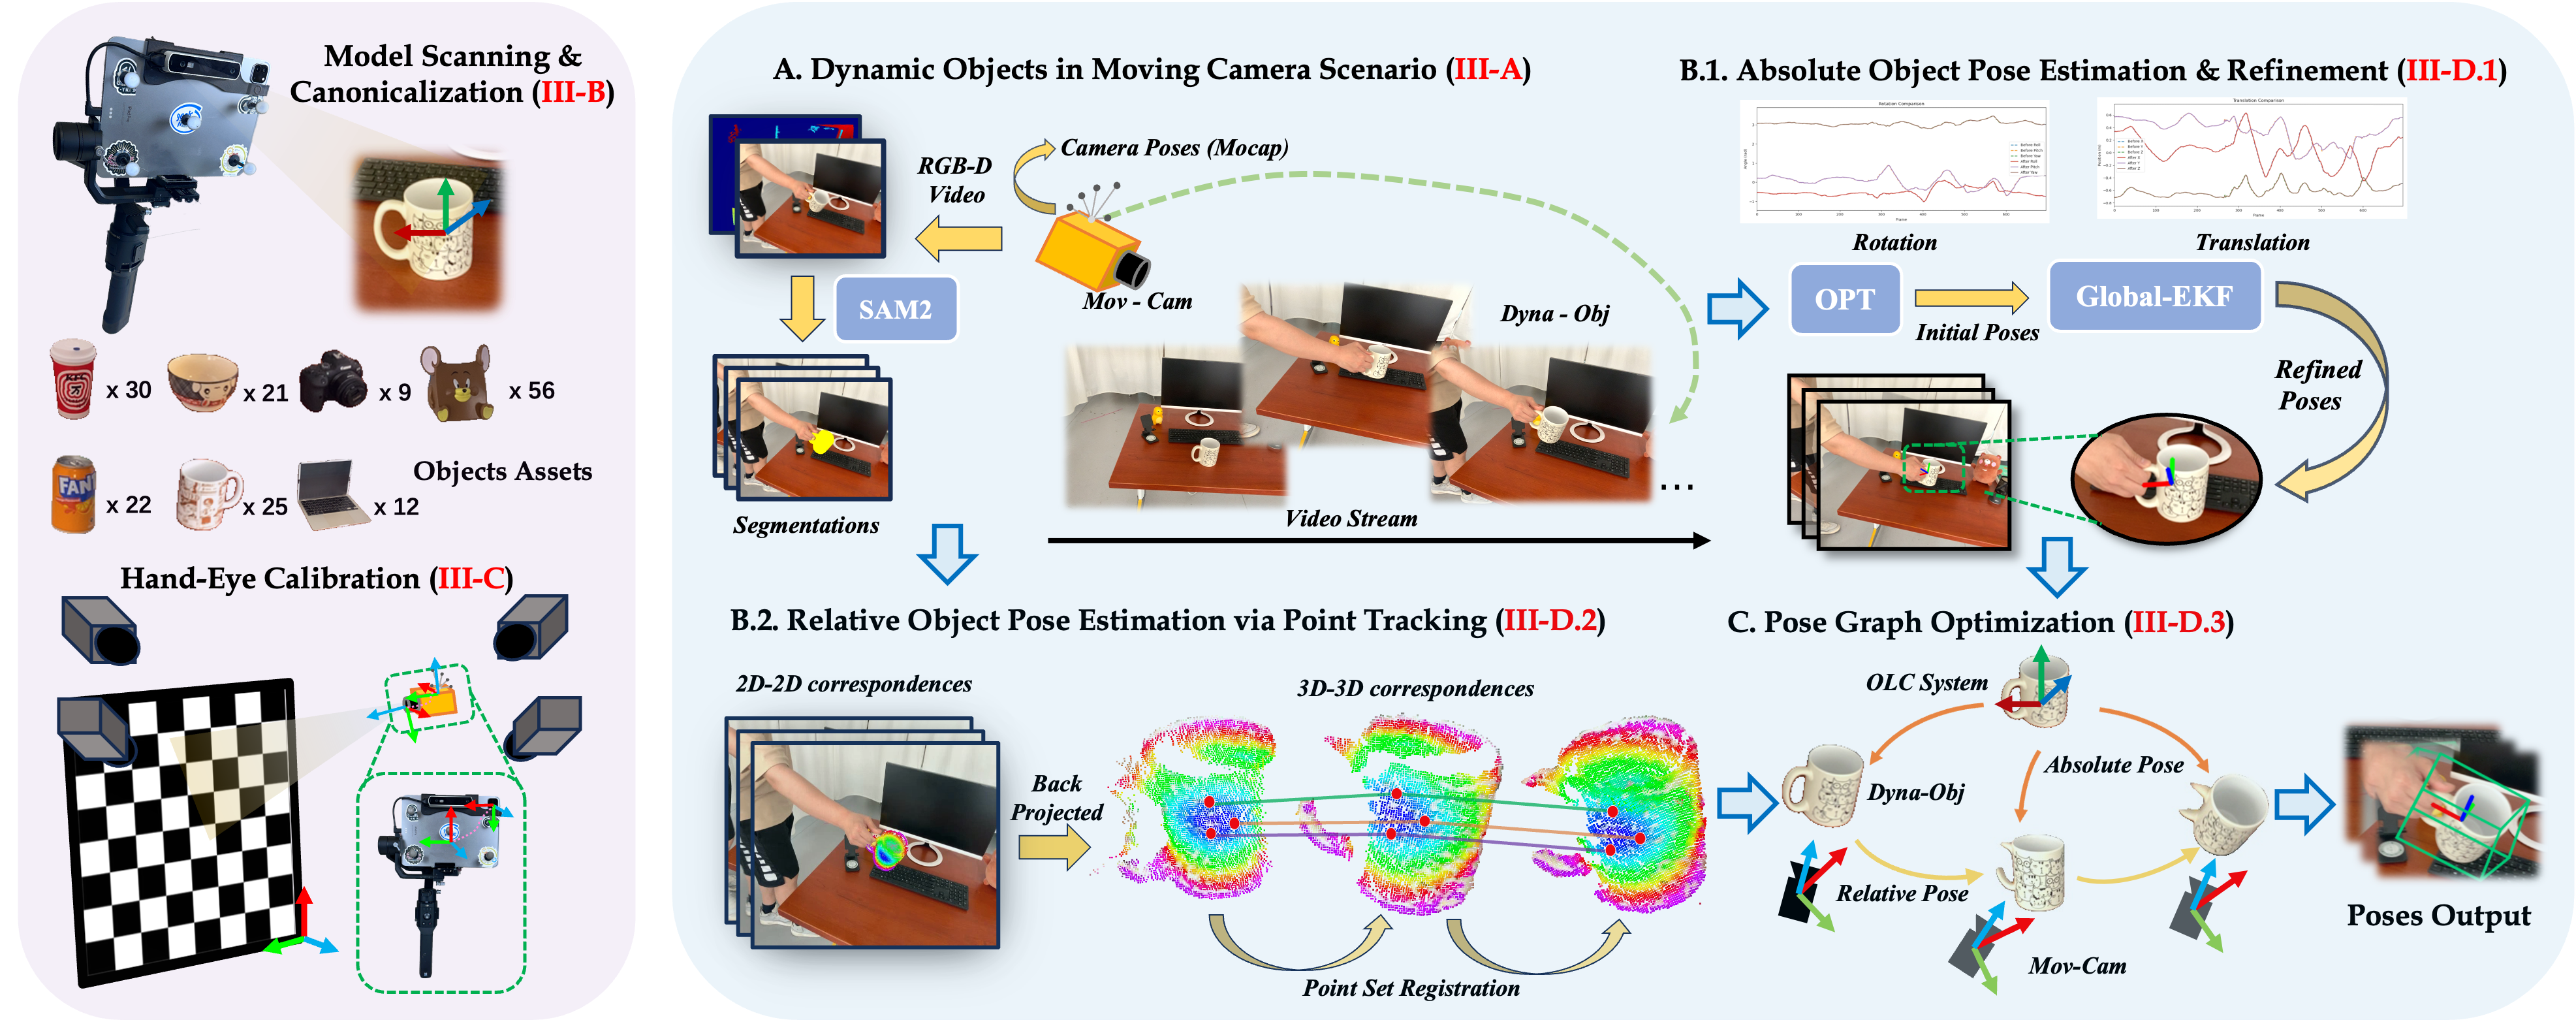 Model Scanning &
Canonicalization (III-B)
x 30
x 21
x 9
x 56
FAN
x 22
x 25
x 12
Objects Assets
Hand-Eye Calibration (III-C)
A. Dynamic Objects in Moving Camera Scenario (III-A)
RGB-D
Video
Camera Poses (Mocap)
Mov - Cam
SAM2
Dyna - Obj
Segmentations
Video Stream
...
B.1. Absolute Object Pose Estimation & Refinement (III-D.1)
Rotation Comparison
Translation Comparison
Frame
Frame
Rotation
Translation
OPT
Initial Poses
Global-EKF
Refined
Poses
B.2. Relative Object Pose Estimation via Point Tracking (III-D.2)
2D-2D correspondences
Back
Projected
3D-3D correspondences
Point Set Registration
C. Pose Graph Optimization (III-D.3)
OLC System
Dyna-Obj
Absolute Pose
Relative Pose
Mov-Cam
Poses Output